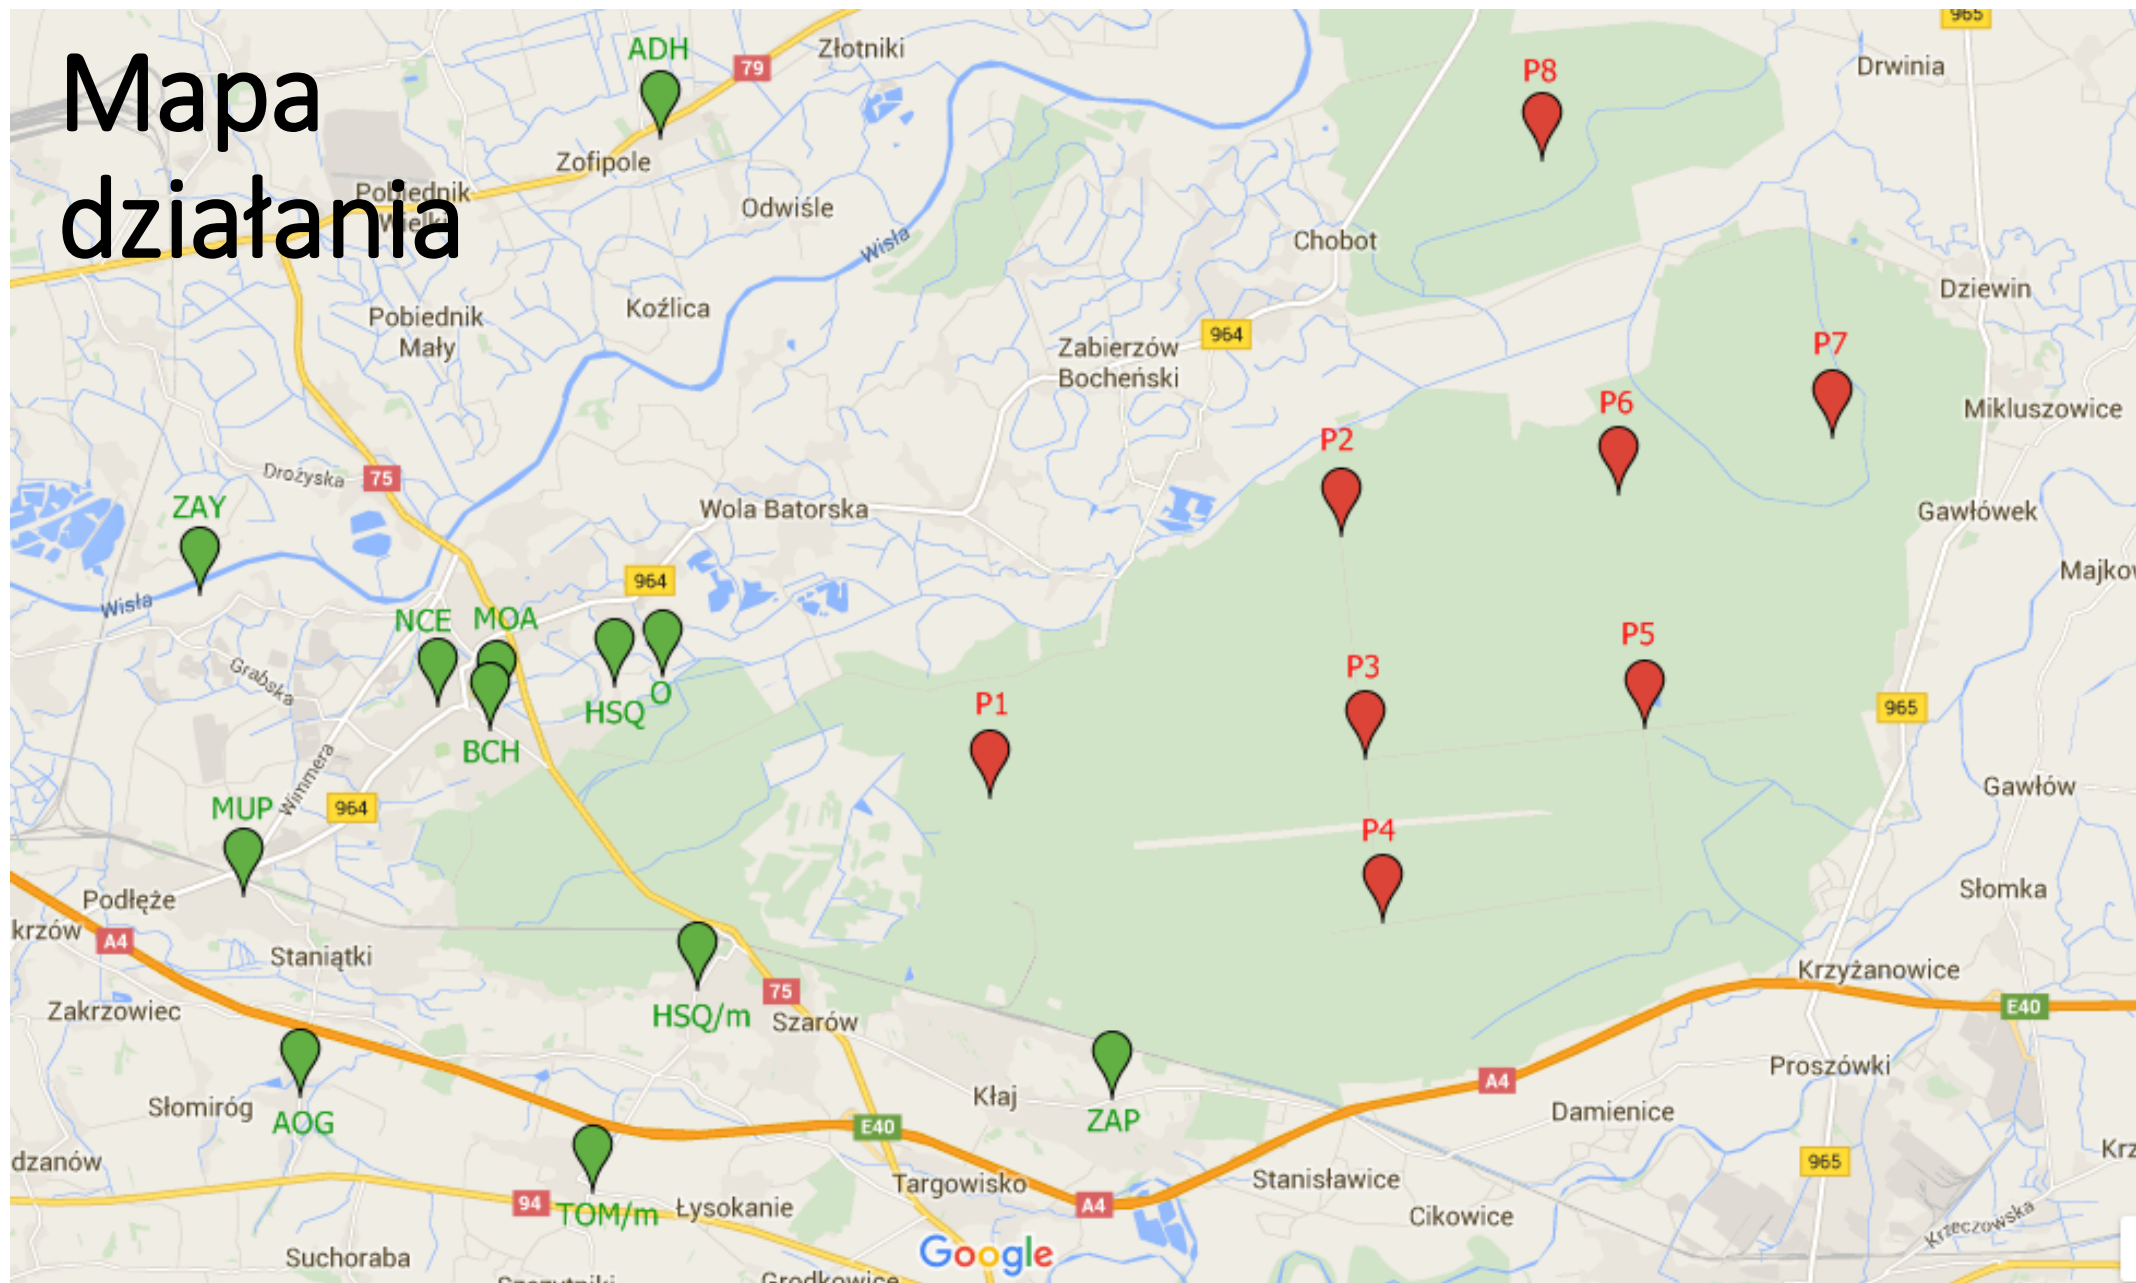 Mapa
działania
ADH
79
Złotniki
965
Drwinia
P8
Zofipole
Pobiednik
Wielki
Odwiśle
Wisła
Chobot
Dziewin
Koźlica
Pobiednik
Mały
964
Zabierzów
Bocheński
P7
P6
Mikluszowice
P2
Drożyska
75
ZAY
Wola Batorska
Gawłówek
964
Wisła
Majkow
NCE
MOA
P5
Grabska
P3
HSQ
O
P1
965
BCH
Wimmera
MUP
964
Gawłów
P4
Podłęże
Słomka
krzów
A4
Staniątki
Krzyżanowice
75
E40
Zakrzowiec
HSQ/m
Szarów
Proszówki
A4
Słomiróg
AOG
Kłaj
ZAP
Damienice
E40
Krz
dzanów
965
Targowisko
Stanisławice
94
TOM/m
Łysokanie
A4
Cikowice
Krzeczowska
Suchoraba
Google
Grodkowice